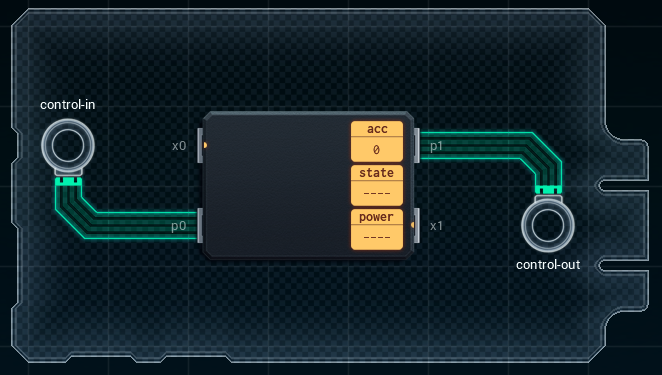 control-in
x0
p0
acc
0
state
----
power
----
p1
x1
control-out